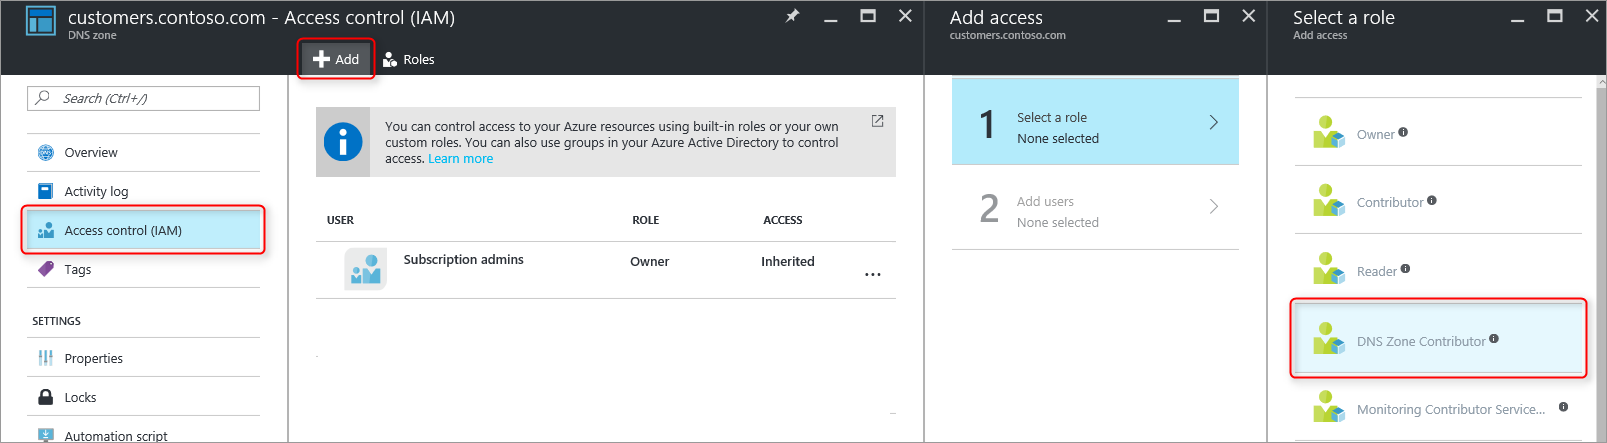 customers.contoso.com - Access control (IAM)
DNS zone
Add
Roles
Search (Ctrl+/)
Overview
Activity log
Access control (IAM)
Tags
SETTINGS
Properties
Locks
Automation script
You can control access to your Azure resources using built-in roles or your own
custom roles. You can also use groups in your Azure Active Directory to control
access. Learn more
USER ROLE ACCESS
Subscription admins Owner Inherited ...
Add access
customers.contoso.com
1 Select a role
None selected
2 Add users
None selected
Select a role
Add access
Owner
Contributor
Reader
DNS Zone Contributor
Monitoring Contributor Service...